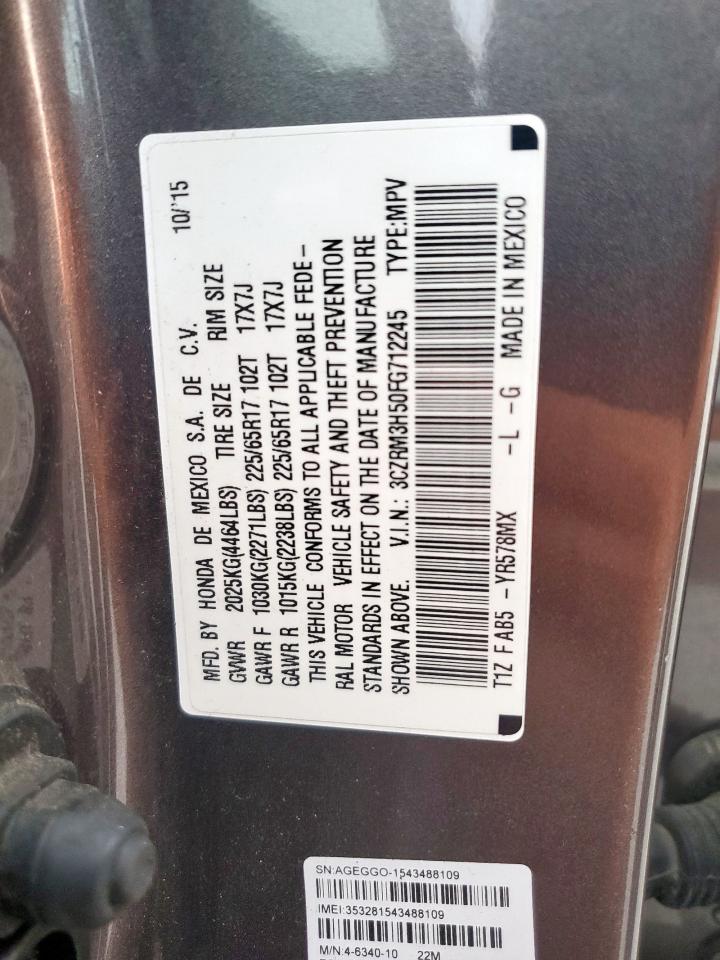 10/'15
MFD. BY HONDA DE MEXICO S.A. DE C.V.
GVWR 2025KG(4464LBS) TIRE SIZE RIM SIZE
GAWR F 1030KG(2271LBS) 225/65R17 102T 17X7J
GAWR R 1015KG(2238LBS) 225/65R17 102T 17X7J
THIS VEHICLE CONFORMS TO ALL APPLICABLE FEDE-
RAL MOTOR VEHICLE SAFETY AND THEFT PREVENTION
STANDARDS IN EFFECT ON THE DATE OF MANUFACTURE
SHOWN ABOVE. V.I.N.: 3CZRM3H50FG712245 TYPE:MPV
T1Z F AB5 -YR578MX -L -G MADE IN MEXICO
SN:AGEGGO-1543488109
IMEI:353281543488109
M/N:4-6340-10 22M